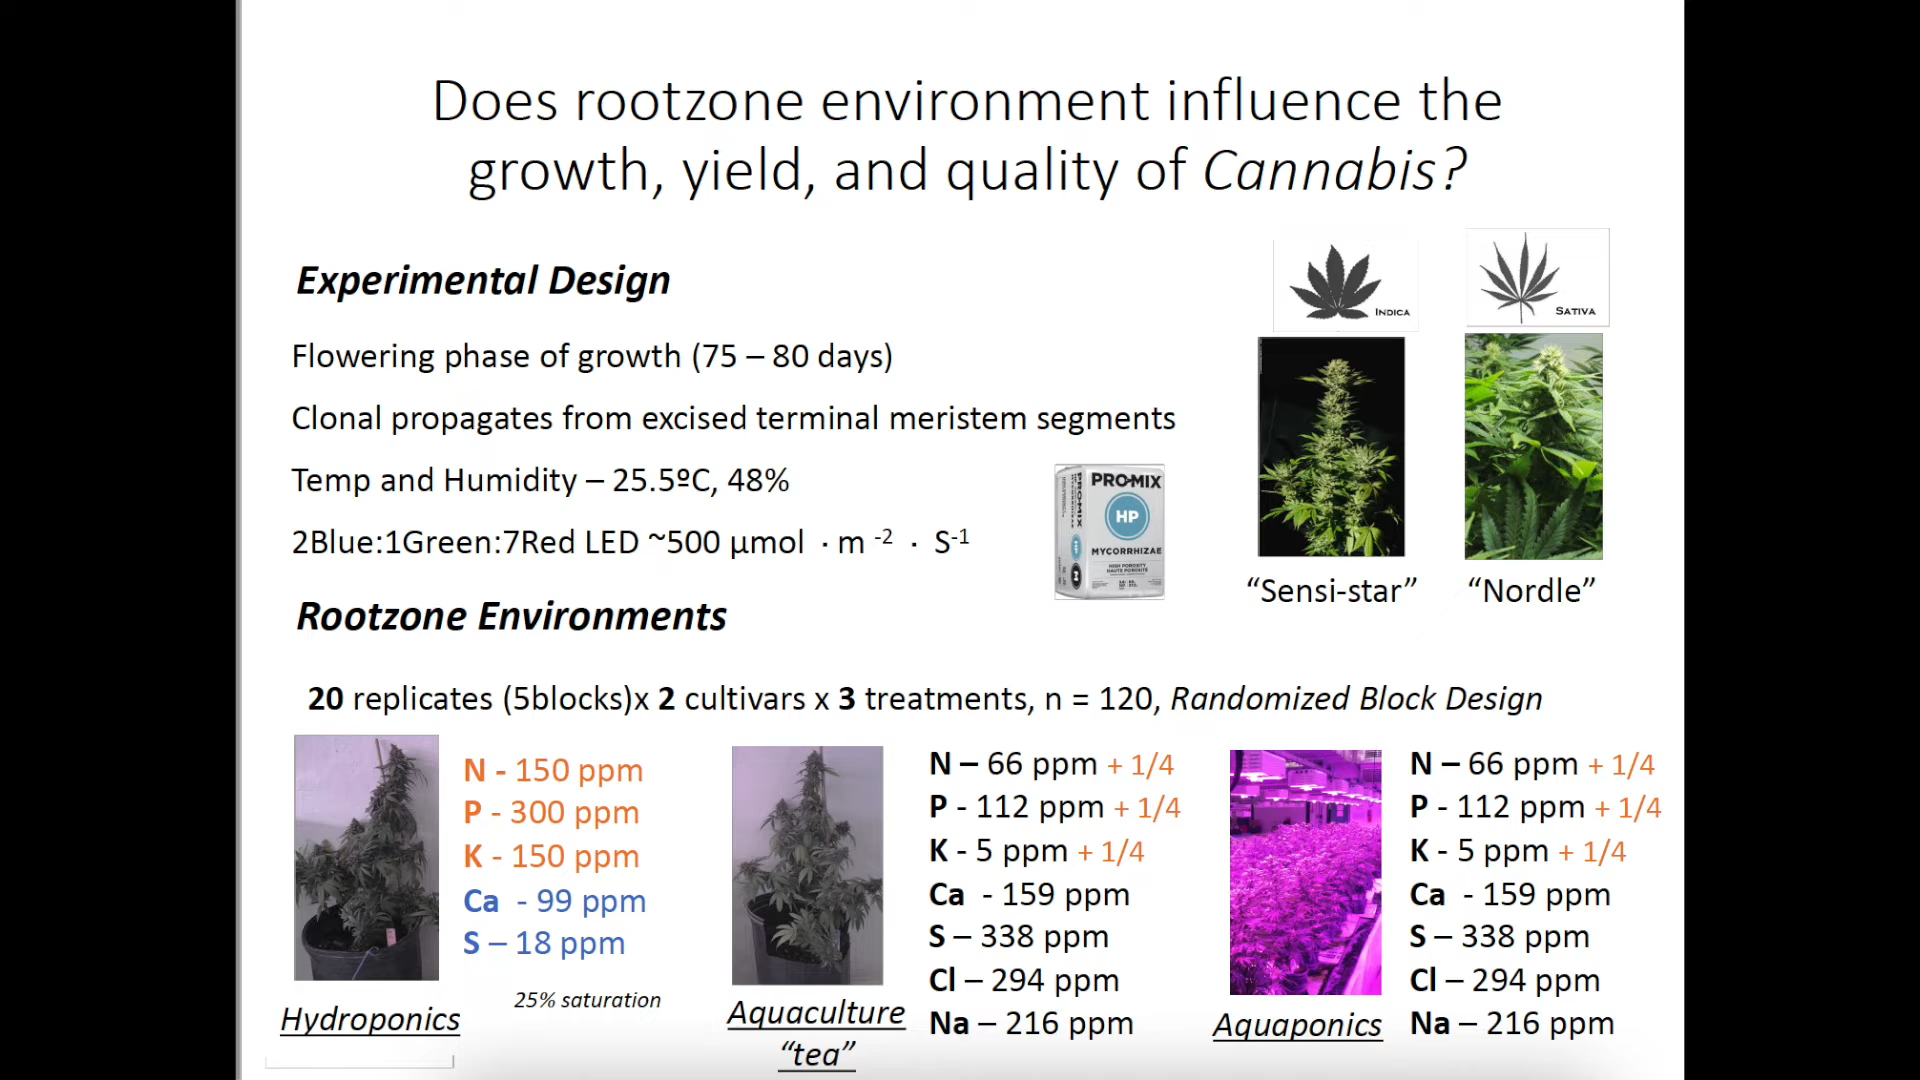 Does rootzone environment influence the
growth, yield, and quality of Cannabis?
Experimental Design
INDICA
SATIVA
Flowering phase of growth (75 – 80 days)
Clonal propagates from excised terminal meristem segments
Temp and Humidity – 25.5ºC, 48%
2Blue:1Green:7Red LED ~500 µmol · m -2 · S-1
PRO-MIX
PRO-MIX
HP
MYCORRHIZAE
HIGH POROSITY
HAUTE POROSITÉ
“Sensi-star”
“Nordle”
Rootzone Environments
20 replicates (5blocks)x 2 cultivars x 3 treatments, n = 120, Randomized Block Design
N - 150 ppm
P - 300 ppm
K - 150 ppm
Ca - 99 ppm
S – 18 ppm
25% saturation
Hydroponics
N – 66 ppm + 1/4
P - 112 ppm + 1/4
K - 5 ppm + 1/4
Ca - 159 ppm
S – 338 ppm
Cl – 294 ppm
Na – 216 ppm
Aquaculture
“tea”
N – 66 ppm + 1/4
P - 112 ppm + 1/4
K - 5 ppm + 1/4
Ca - 159 ppm
S – 338 ppm
Cl – 294 ppm
Na – 216 ppm
Aquaponics